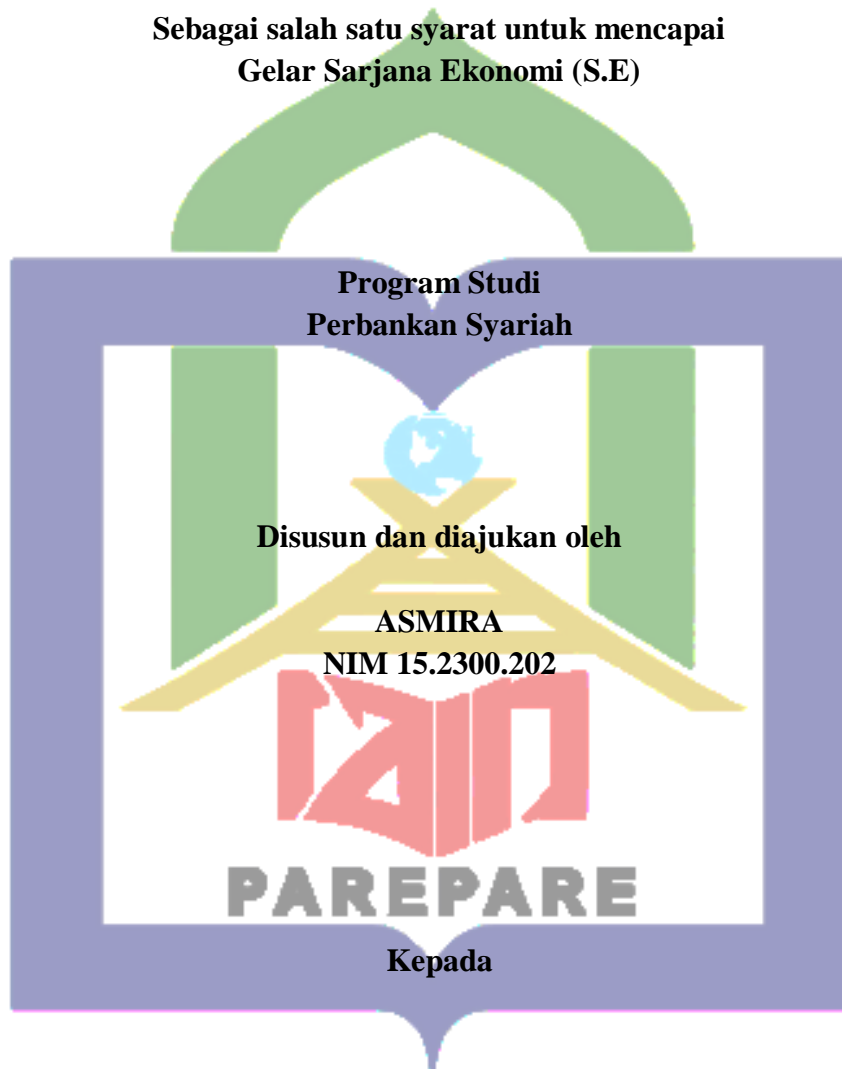 Sebagai salah satu syarat untuk mencapai
Gelar Sarjana Ekonomi (S.E)
Program Studi
Perbankan Syariah
Disusun dan diajukan oleh
ASMIRA
NIM 15.2300.202
iain
PAREPARE
Kepada